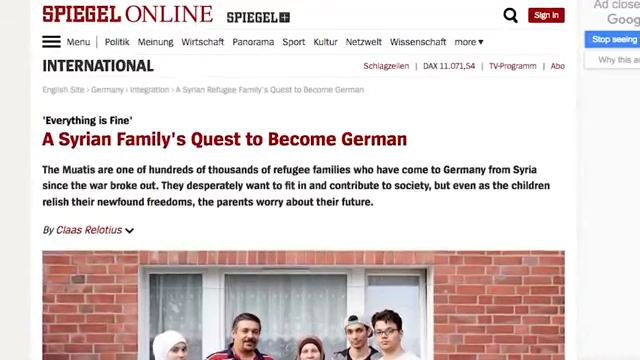 SPIEGEL ONLINE SPIEGEL+ Sign in
Menu Politik Meinung Wirtschaft Panorama Sport Kultur Netzwelt Wissenschaft more
INTERNATIONAL Schlagzeilen | DAX 11.071,54 | TV-Programm | Abo
English Site > Germany > Integration > A Syrian Refugee Family's Quest to Become German
'Everything is Fine'
A Syrian Family's Quest to Become German
The Muatis are one of hundreds of thousands of refugee families who have come to Germany from Syria
since the war broke out. They desperately want to fit in and contribute to society, but even as the children
relish their newfound freedoms, the parents worry about their future.
By Claas Relotius
Ad close
Goog
Stop seeing
Why this a